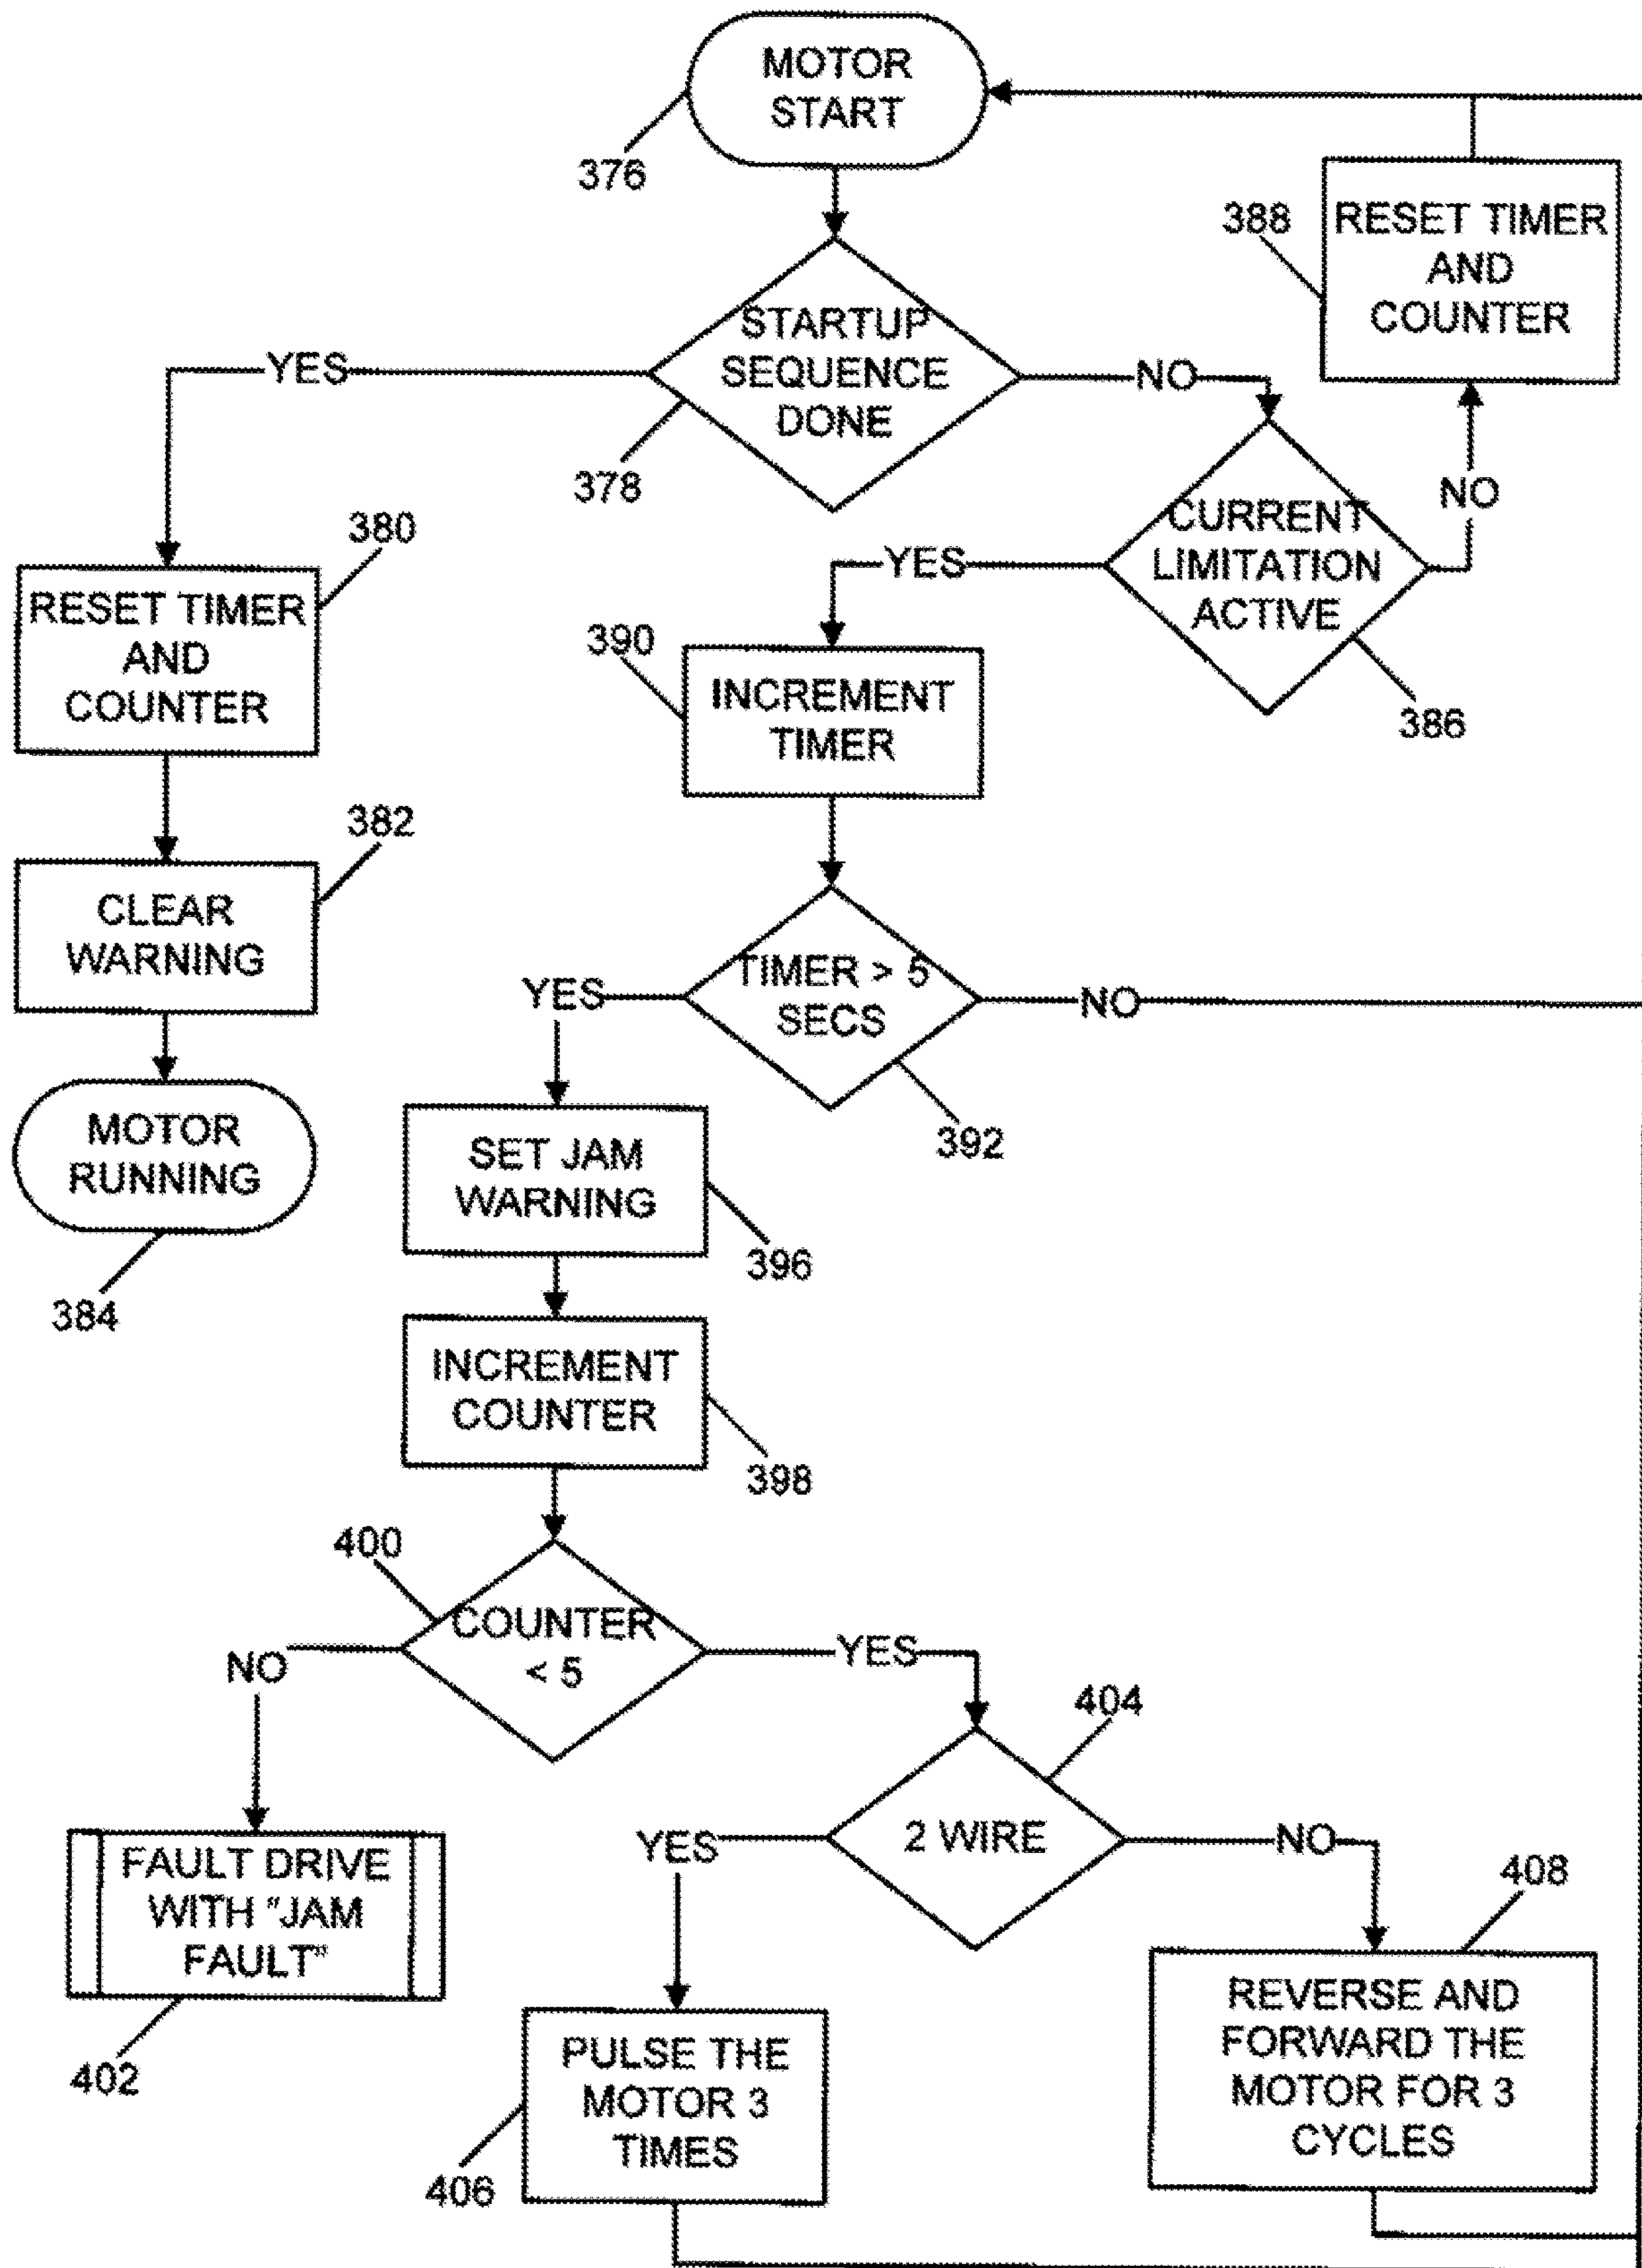 MOTOR
START
376
388
RESET TIMER
AND
COUNTER
STARTUP
SEQUENCE
DONE
YES
NO
378
CURRENT
LIMITATION
ACTIVE
NO
YES
386
380
RESET TIMER
AND
COUNTER
390
INCREMENT
TIMER
382
CLEAR
WARNING
TIMER > 5
SECS
YES
NO
392
MOTOR
RUNNING
384
SET JAM
WARNING
396
INCREMENT
COUNTER
398
400
COUNTER
< 5
NO
YES
404
2 WIRE
YES
NO
FAULT DRIVE
WITH "JAM
FAULT"
402
408
REVERSE AND
FORWARD THE
MOTOR FOR 3
CYCLES
PULSE THE
MOTOR 3
TIMES
406